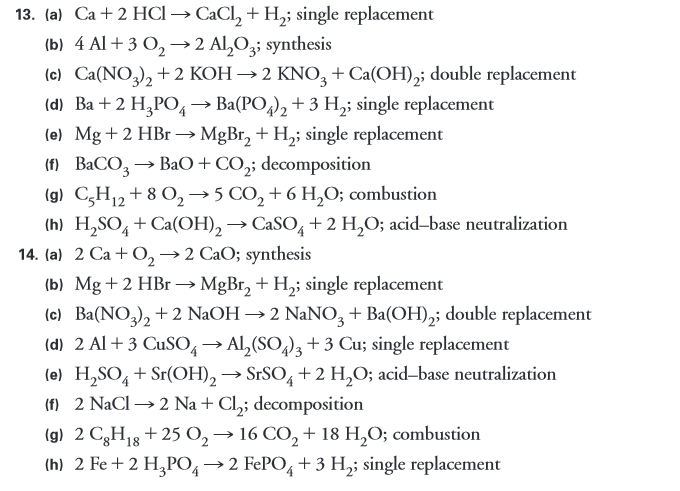 13. (a) Ca + 2 HCl → CaCl₂ + H₂; single replacement
(b) 4 Al + 3 O₂ → 2 Al₂O₃; synthesis
(c) Ca(NO₃)₂ + 2 KOH → 2 KNO₃ + Ca(OH)₂; double replacement
(d) Ba + 2 H₃PO₄ → Ba(PO₄)₂ + 3 H₂; single replacement
(e) Mg + 2 HBr → MgBr₂ + H₂; single replacement
(f) BaCO₃ → BaO + CO₂; decomposition
(g) C₅H₁₂ + 8 O₂ → 5 CO₂ + 6 H₂O; combustion
(h) H₂SO₄ + Ca(OH)₂ → CaSO₄ + 2 H₂O; acid–base neutralization
14. (a) 2 Ca + O₂ → 2 CaO; synthesis
(b) Mg + 2 HBr → MgBr₂ + H₂; single replacement
(c) Ba(NO₃)₂ + 2 NaOH → 2 NaNO₃ + Ba(OH)₂; double replacement
(d) 2 Al + 3 CuSO₄ → Al₂(SO₄)₃ + 3 Cu; single replacement
(e) H₂SO₄ + Sr(OH)₂ → SrSO₄ + 2 H₂O; acid–base neutralization
(f) 2 NaCl → 2 Na + Cl₂; decomposition
(g) 2 C₈H₁₈ + 25 O₂ → 16 CO₂ + 18 H₂O; combustion
(h) 2 Fe + 2 H₃PO₄ → 2 FePO₄ + 3 H₂; single replacement